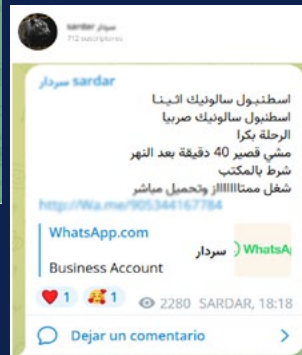 سردار sardar
712 suscriptores
سردار sardar
اسطنبول سالونيك اثينا
اسطنبول سالونيك صربيا
الرحلة بكرا
مشي قصير 40 دقيقة بعد النهر
شرط بالمكتب
شغل ممتااااااااز وتحميل مباشر
http://Wa.me/905344167784
WhatsApp.com
سردار
WhatsA
Business Account
1 1 2280 SARDAR, 18:18
Dejar un comentario